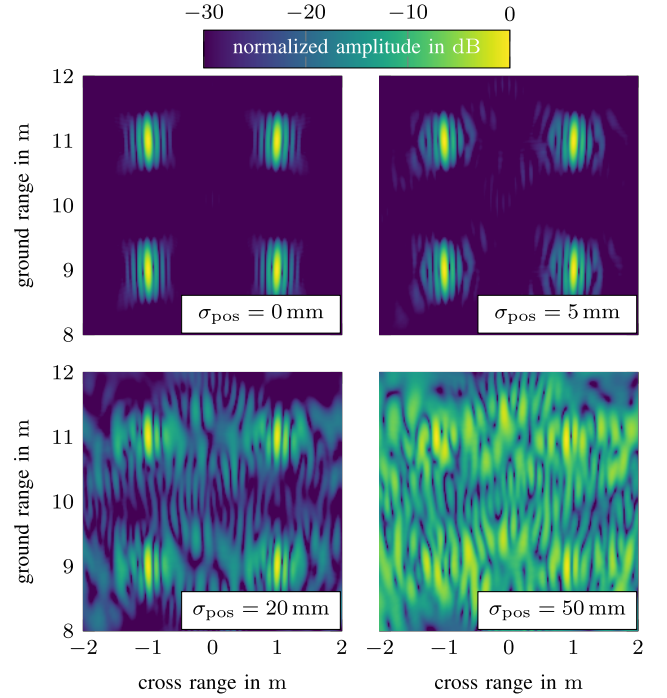 −30 −10 0
normalized amplitude in dB
12
11
10
9
8
ground range in m
σpos = 0 mm
σpos = 5 mm
12
11
10
9
8
ground range in m
σpos = 20 mm
σpos = 50 mm
−2 −1 0 1 2
−2 −1 0 1 2
cross range in m
cross range in m